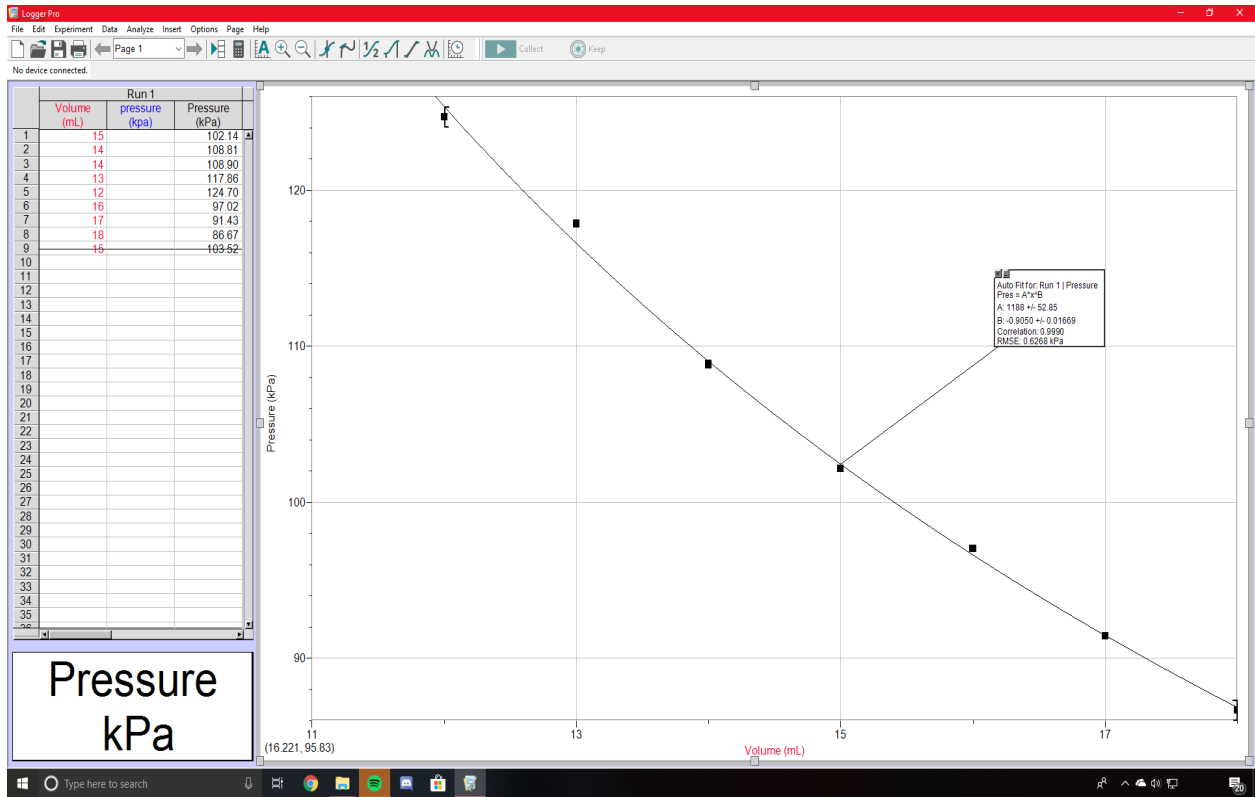 Logger Pro
File Edit Experiment Data Analyze Insert Options Page Help
Page 1
Collect
Keep
No device connected.
Run 1
Volume (mL) pressure (kpa) Pressure (kPa)
1 15 102.14
2 14 108.81
3 14 108.90
4 13 117.86
5 12 124.70
6 16 97.02
7 17 91.43
8 18 86.67
9 15 103.52
10
11
12
13
14
15
16
17
18
19
20
21
22
23
24
25
26
27
28
29
30
31
32
33
34
35
Pressure
kPa
120
110
100
90
Pressure (kPa)
11 13 15 17
(16.221, 95.83)
Volume (mL)
Auto Fit for: Run 1 | Pressure
Pres = A*x^B
A: 1188 +/- 52.85
B: -0.9050 +/- 0.01669
Correlation: 0.9990
RMSE: 0.6268 kPa
Type here to search
20